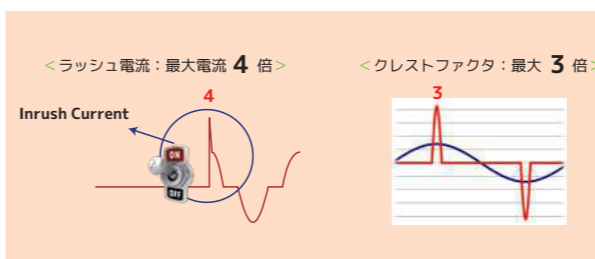 <ラッシュ電流：最大電流 4 倍>
4
Inrush Current
ON
OFF
<クレストファクタ：最大 3 倍>
3